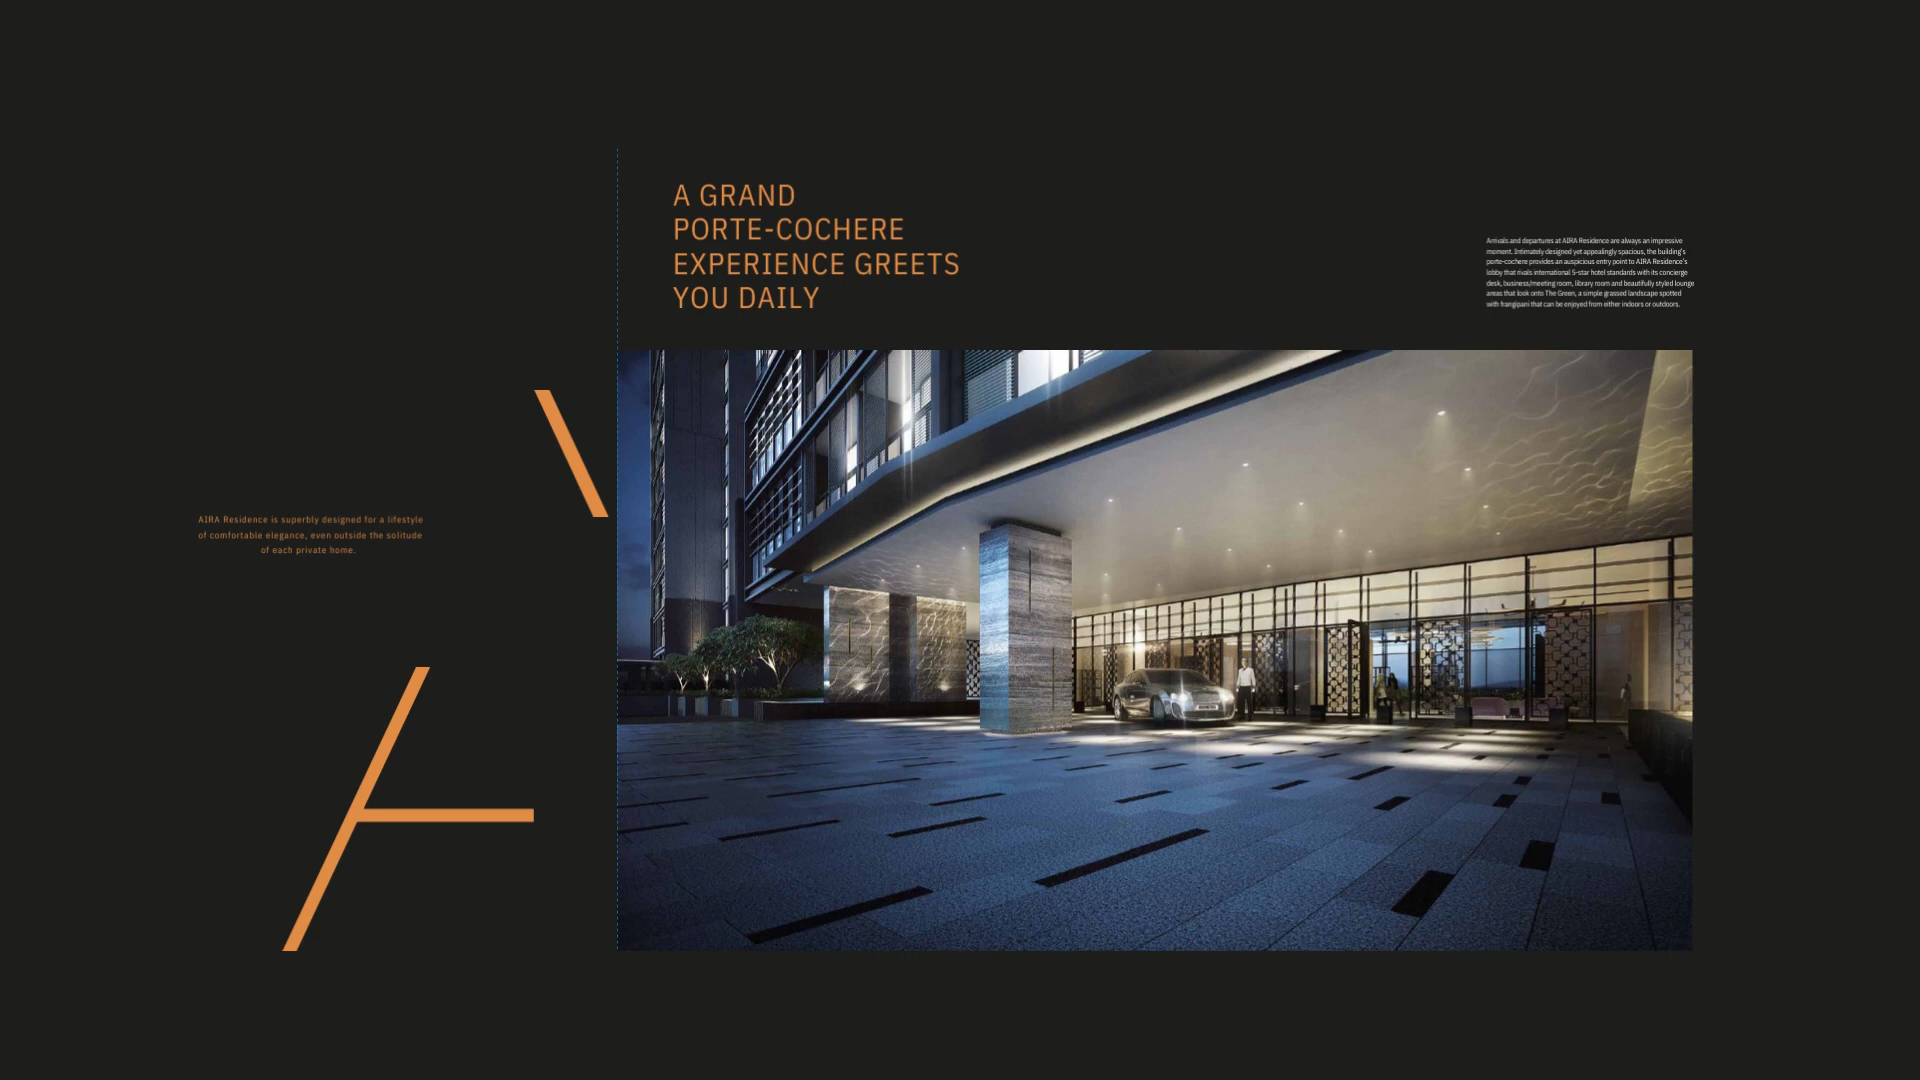 A GRAND
PORTE-COCHERE
EXPERIENCE GREETS
YOU DAILY
Arrivals and departures at AIRA Residence are always an impressive
moment. Intimately designed yet appealingly spacious, the building's
porte-cochere provides an auspicious entry point to AIRA Residence's
lobby that rivals international 5-star hotel standards with its concierge
desk, business/meeting room, library room and beautifully styled lounge
areas that look onto The Green, a simple grassed landscape spotted
with frangipani that can be enjoyed from either indoors or outdoors.
AIRA Residence is superbly designed for a lifestyle
of comfortable elegance, even outside the solitude
of each private home.